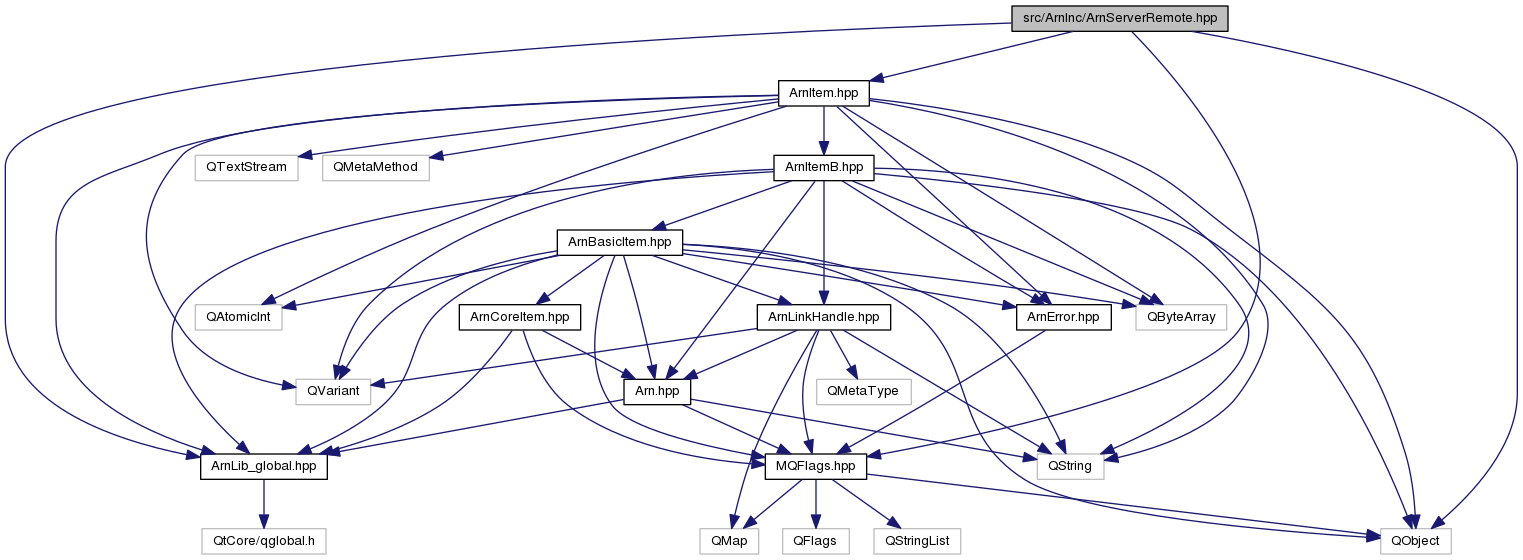 src/ArnInc/ArnServerRemote.hpp
ArnItem.hpp
QTextStream
QMetaMethod
ArnItemB.hpp
ArnBasicItem.hpp
QAtomicInt
ArnCoreItem.hpp
ArnLinkHandle.hpp
ArnError.hpp
QByteArray
QVariant
Arn.hpp
QMetaType
ArnLib_global.hpp
MQFlags.hpp
QString
QtCore/qglobal.h
QMap
QFlags
QStringList
QObject